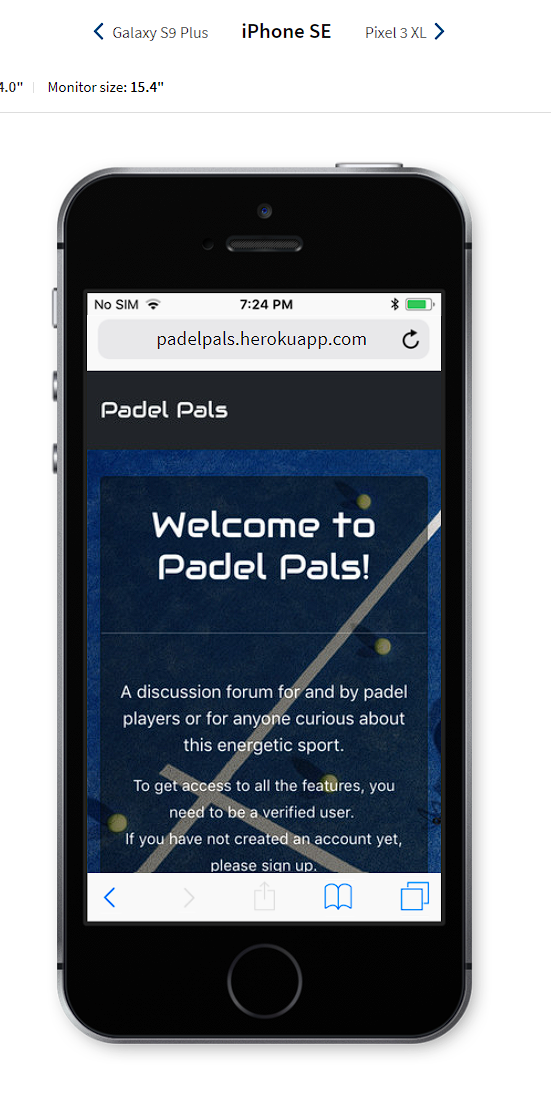 Galaxy S9 Plus iPhone SE Pixel 3 XL
4.0" Monitor size: 15.4"
No SIM 7:24 PM
padelpals.herokuapp.com
Padel Pals
Welcome to
Padel Pals!
A discussion forum for and by padel
players or for anyone curious about
this energetic sport.
To get access to all the features, you
need to be a verified user.
If you have not created an account yet,
please sign up.